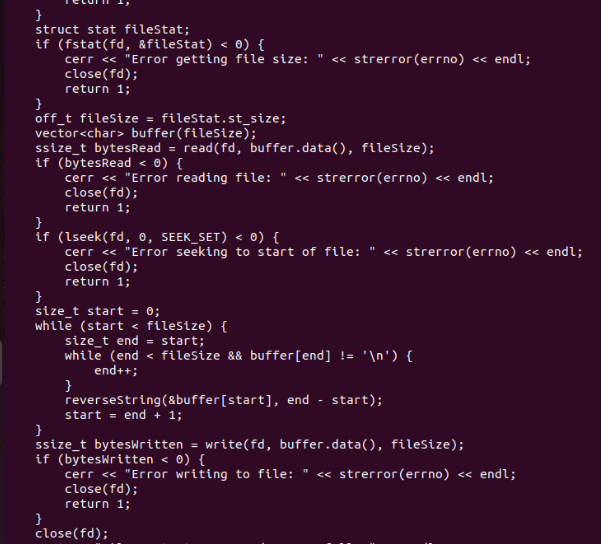 return 1;
}
struct stat fileStat;
if (fstat(fd, &fileStat) < 0) {
cerr << "Error getting file size: " << strerror(errno) << endl;
close(fd);
return 1;
}
off_t fileSize = fileStat.st_size;
vector<char> buffer(fileSize);
ssize_t bytesRead = read(fd, buffer.data(), fileSize);
if (bytesRead < 0) {
cerr << "Error reading file: " << strerror(errno) << endl;
close(fd);
return 1;
}
if (lseek(fd, 0, SEEK_SET) < 0) {
cerr << "Error seeking to start of file: " << strerror(errno) << endl;
close(fd);
return 1;
}
size_t start = 0;
while (start < fileSize) {
size_t end = start;
while (end < fileSize && buffer[end] != '\n') {
end++;
}
reverseString(&buffer[start], end - start);
start = end + 1;
}
ssize_t bytesWritten = write(fd, buffer.data(), fileSize);
if (bytesWritten < 0) {
cerr << "Error writing to file: " << strerror(errno) << endl;
close(fd);
return 1;
}
close(fd);